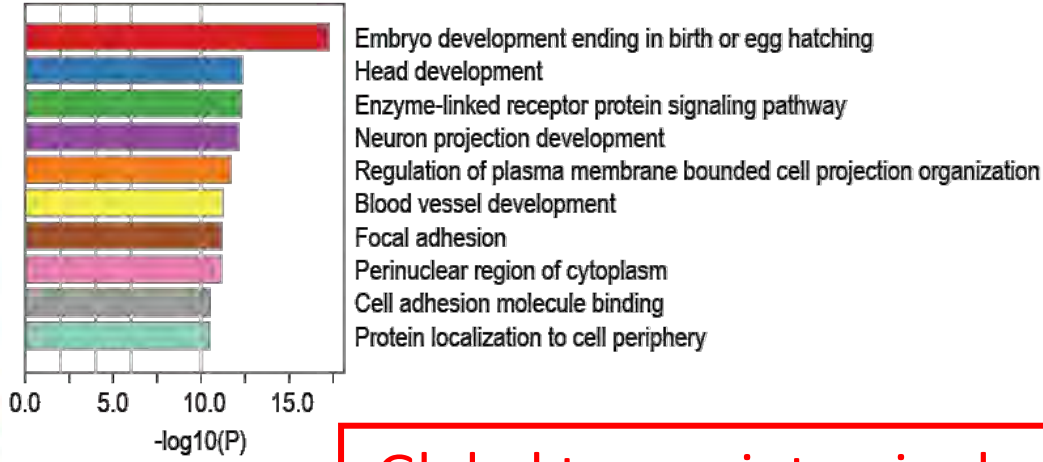 Embryo development ending in birth or egg hatching
Head development
Enzyme-linked receptor protein signaling pathway
Neuron projection development
Regulation of plasma membrane bounded cell projection organization
Blood vessel development
Focal adhesion
Perinuclear region of cytoplasm
Cell adhesion molecule binding
Protein localization to cell periphery
0.0 5.0 10.0 15.0
-log10(P)